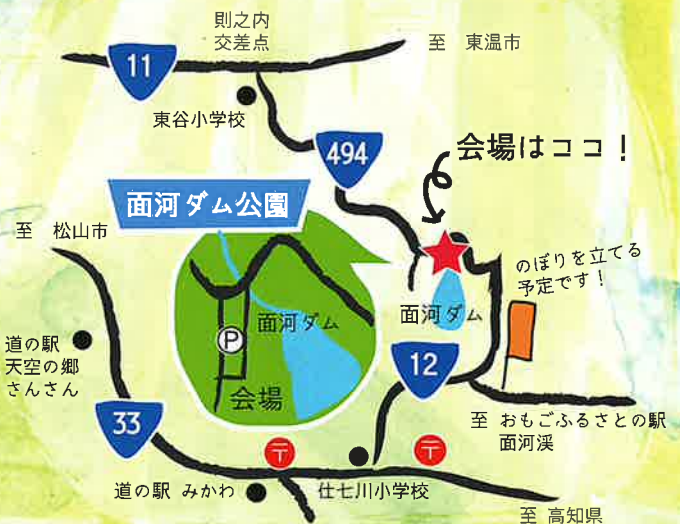 則之内
交差点
至　東温市
11
東谷小学校
494
会場はココ！
面河ダム公園
至　松山市
のぼりを立てる
予定です！
面河ダム
面河ダム
P
道の駅
天空の郷
さんさん
12
会場
33
至　おもごふるさとの駅
面河渓
〒
〒
道の駅 みかわ
仕七川小学校
至 高知県